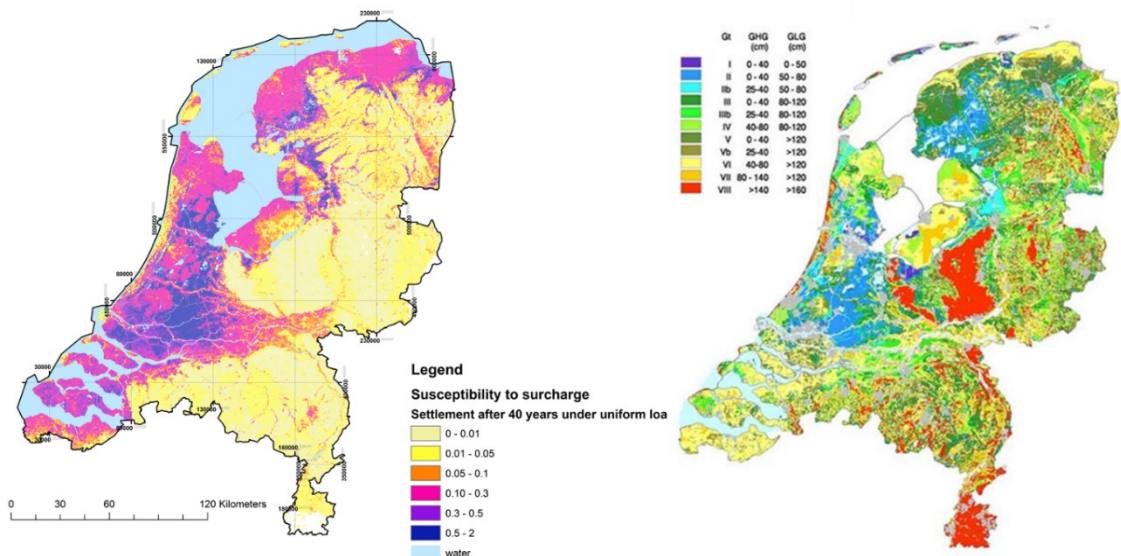 230000
130000
550000
80000
30000
230000
130000
180000
Legend
Susceptibility to surcharge
Settlement after 40 years under uniform loa
0 - 0.01
0.01 - 0.05
0.05 - 0.1
0.10 - 0.3
0.3 - 0.5
0.5 - 2
water
0 30 60 120 Kilometers
Gt GHG GLG
(cm) (cm)
I 0 - 40 0 - 50
II 0 - 40 50 - 80
IIb 25-40 50 - 80
III 0 - 40 80-120
IIIb 25-40 80-120
IV 40-80 80-120
V 0 - 40 >120
Vb 25-40 >120
VI 40-80 >120
VII 80 - 140 >120
VIII >140 >160